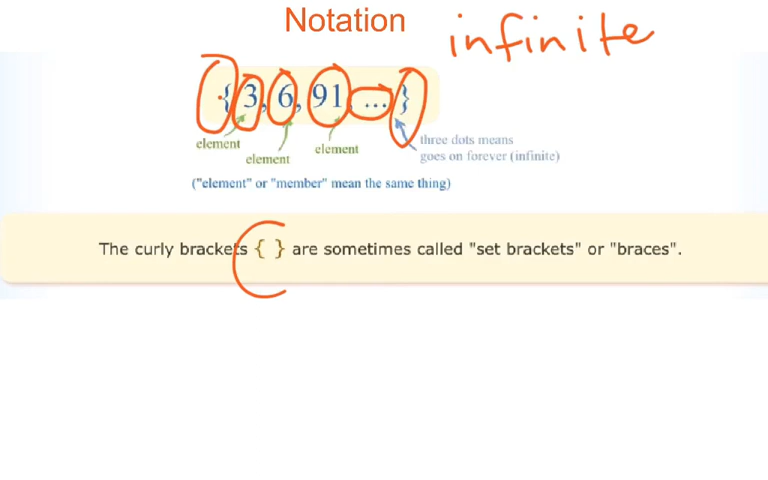 Notation infinite
{3, 6, 91, ...}
element element element three dots means
goes on forever (infinite)
("element" or "member" mean the same thing)
The curly brackets { } are sometimes called "set brackets" or "braces".